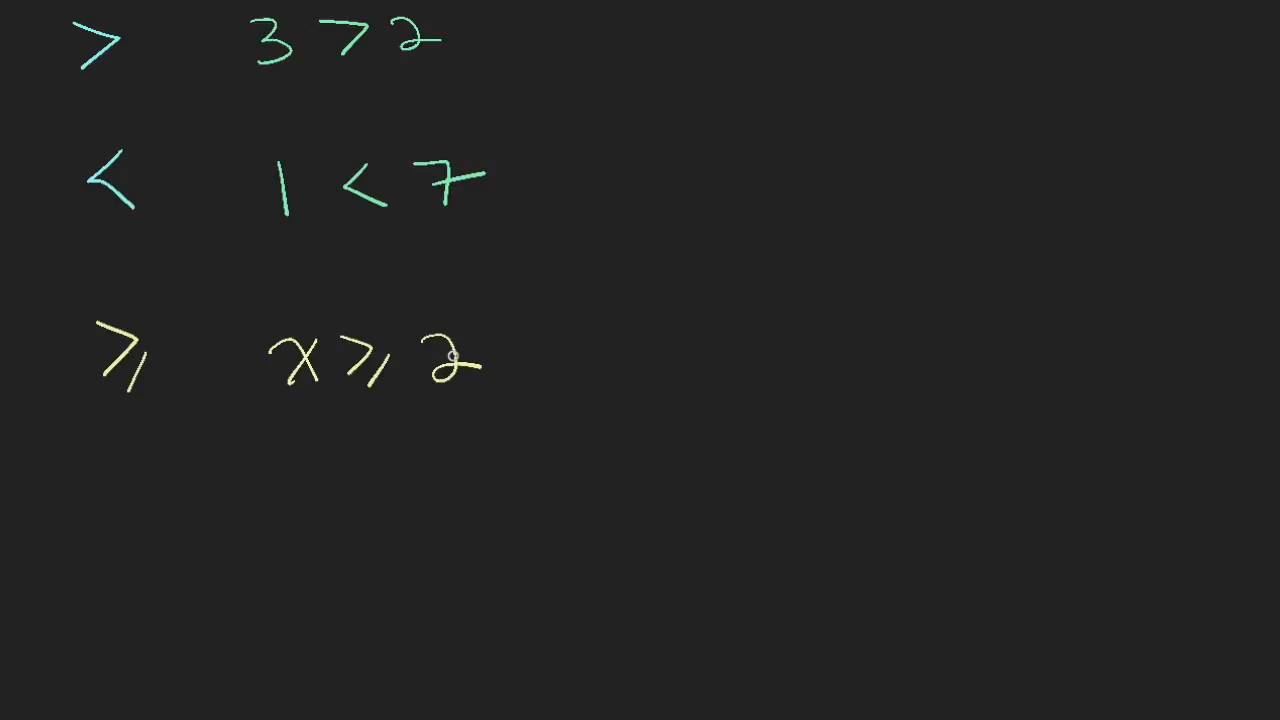 > 3 > 2
< 1 < 7
⩾ x ⩾ 2